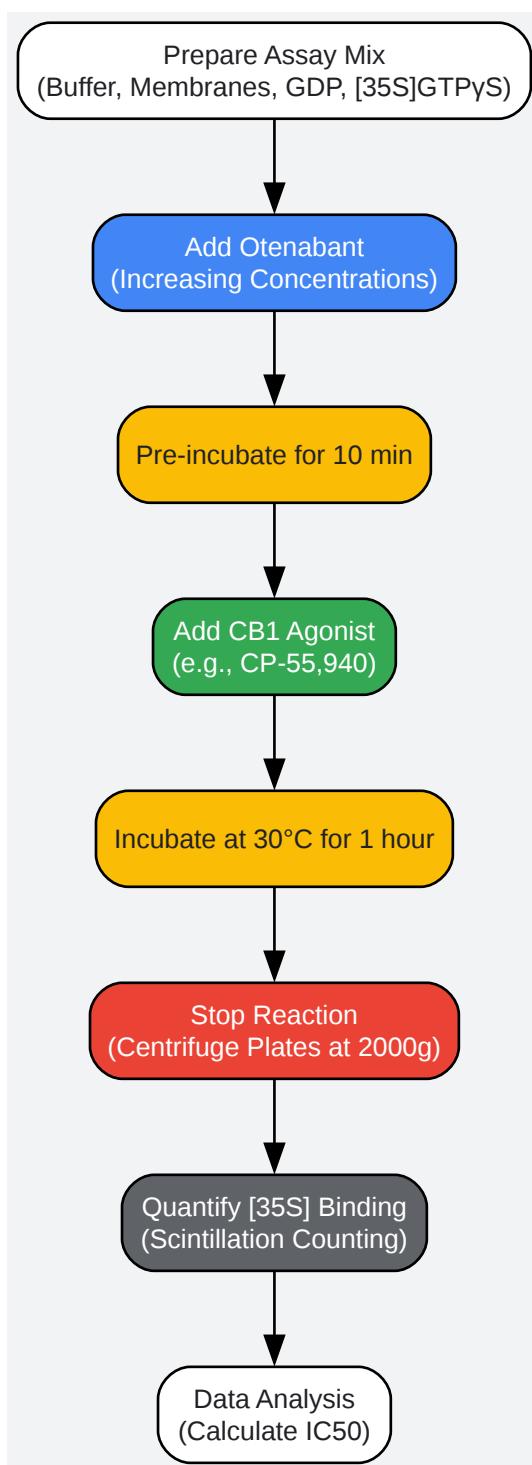 Prepare Assay Mix
(Buffer, Membranes, GDP, [35S]GTPγS)
Add Otenabant
(Increasing Concentrations)
Pre-incubate for 10 min
Add CB1 Agonist
(e.g., CP-55,940)
Incubate at 30°C for 1 hour
Stop Reaction
(Centrifuge Plates at 2000g)
Quantify [35S] Binding
(Scintillation Counting)
Data Analysis
(Calculate IC50)